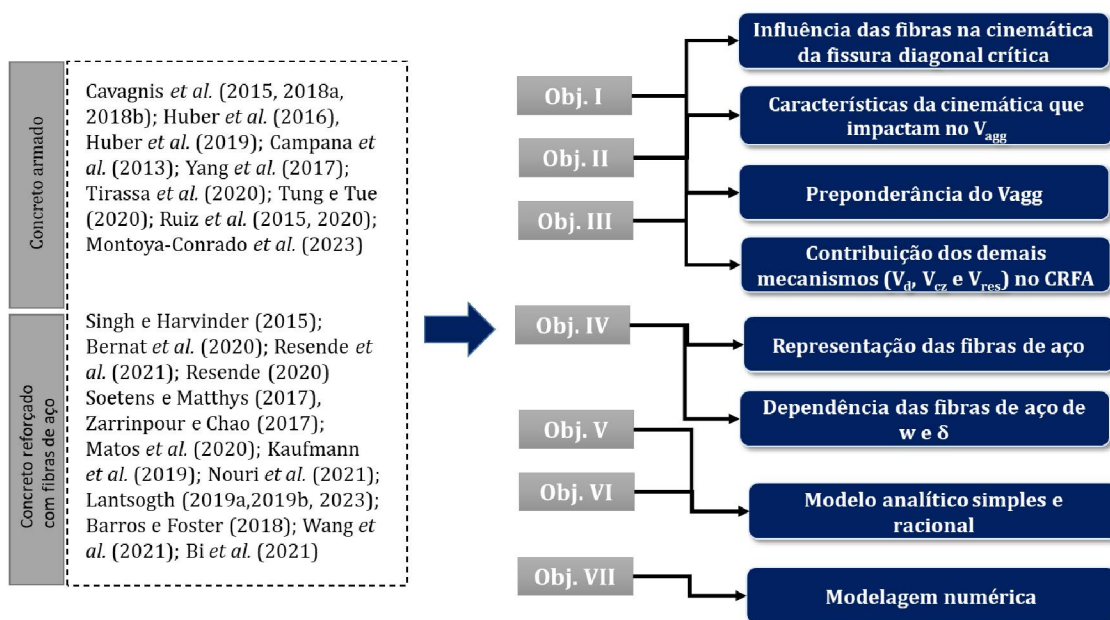 Concreto armado
Cavagnis et al. (2015, 2018a,
2018b); Huber et al. (2016),
Huber et al. (2019); Campana et
al. (2013); Yang et al. (2017);
Tirassa et al. (2020); Tung e Tue
(2020); Ruiz et al. (2015, 2020);
Montoya-Conrado et al. (2023)
Concreto reforçado
com fibras de aço
Singh e Harvinder (2015);
Bernat et al. (2020); Resende et
al. (2021); Resende (2020)
Soetens e Matthys (2017),
Zarrinpour e Chao (2017);
Matos et al. (2020); Kaufmann
et al. (2019); Nouri et al. (2021);
Lantsogth (2019a,2019b, 2023);
Barros e Foster (2018); Wang et
al. (2021); Bi et al. (2021)
Obj. I
Obj. II
Obj. III
Obj. IV
Obj. V
Obj. VI
Obj. VII
Influência das fibras na cinemática
da fissura diagonal crítica
Características da cinemática que
impactam no Vagg
Preponderância do Vagg
Contribuição dos demais
mecanismos (Vd, Vcz e Vres) no CRFA
Representação das fibras de aço
Dependência das fibras de aço de
w e δ
Modelo analítico simples e
racional
Modelagem numérica